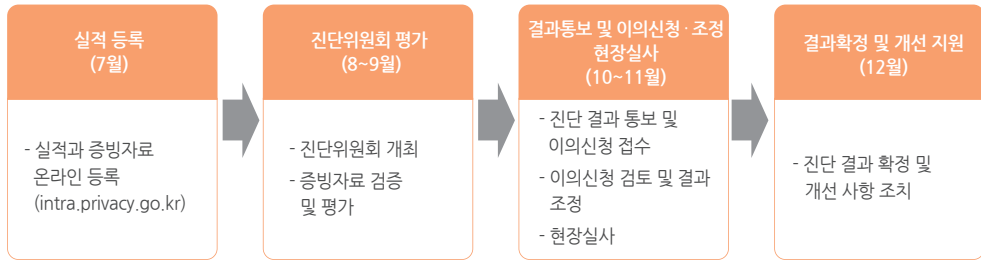 실적 등록
(7월)
- 실적과 증빙자료
온라인 등록
(intra.privacy.go.kr)
진단위원회 평가
(8~9월)
- 진단위원회 개최
- 증빙자료 검증
및 평가
결과통보 및 이의신청·조정
현장실사
(10~11월)
- 진단 결과 통보 및
이의신청 접수
- 이의신청 검토 및 결과
조정
- 현장실사
결과확정 및 개선 지원
(12월)
- 진단 결과 확정 및
개선 사항 조치